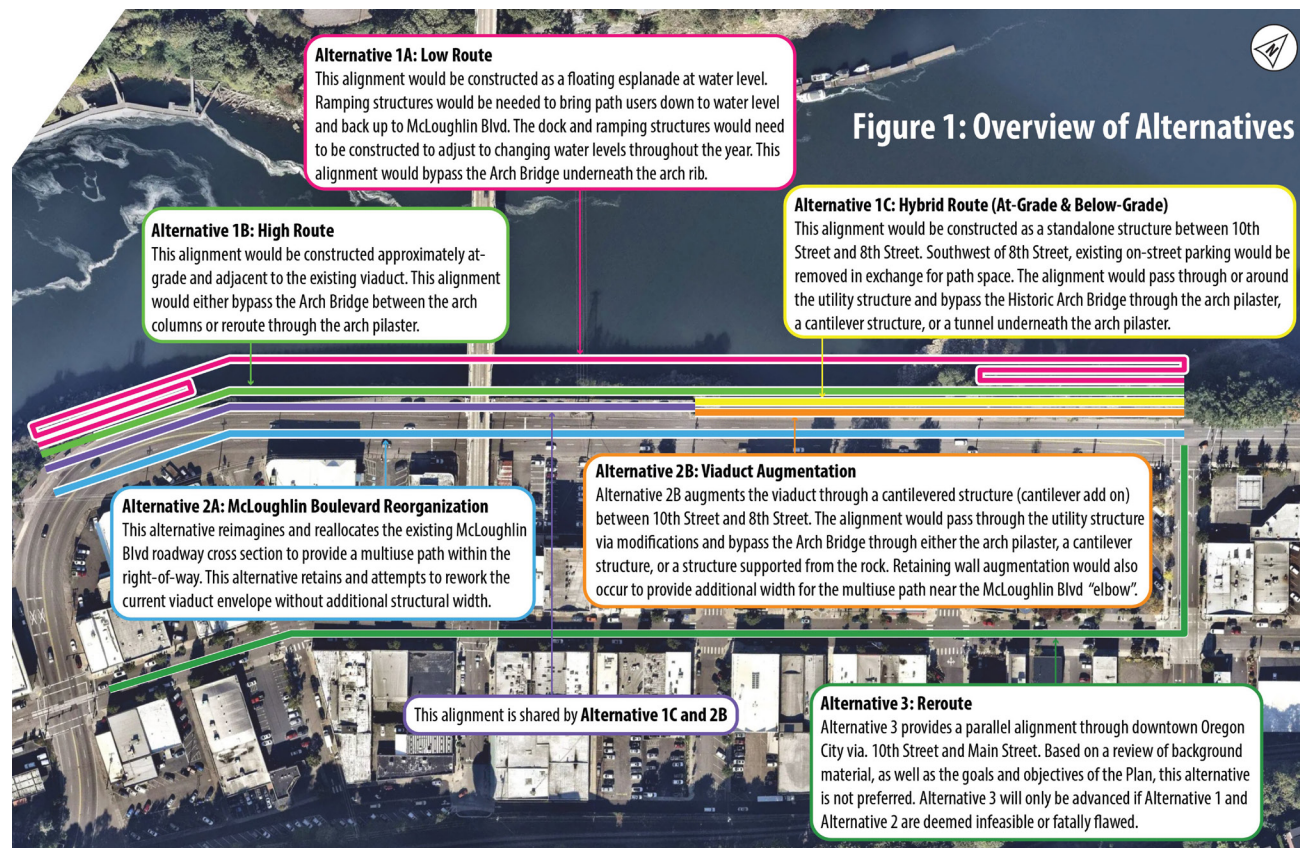 Alternative 1A: Low Route
This alignment would be constructed as a floating esplanade at water level.
Ramping structures would be needed to bring path users down to water level
and back up to McLoughlin Blvd. The dock and ramping structures would need
to be constructed to adjust to changing water levels throughout the year. This
alignment would bypass the Arch Bridge underneath the arch rib.
N
Figure 1: Overview of Alternatives
Alternative 1B: High Route
This alignment would be constructed approximately at-
grade and adjacent to the existing viaduct. This alignment
would either bypass the Arch Bridge between the arch
columns or reroute through the arch pilaster.
Alternative 1C: Hybrid Route (At-Grade & Below-Grade)
This alignment would be constructed as a standalone structure between 10th
Street and 8th Street. Southwest of 8th Street, existing on-street parking would be
removed in exchange for path space. The alignment would pass through or around
the utility structure and bypass the Historic Arch Bridge through the arch pilaster,
a cantilever structure, or a tunnel underneath the arch pilaster.
Alternative 2A: McLoughlin Boulevard Reorganization
This alternative reimagines and reallocates the existing McLoughlin
Blvd roadway cross section to provide a multiuse path within the
right-of-way. This alternative retains and attempts to rework the
current viaduct envelope without additional structural width.
Alternative 2B: Viaduct Augmentation
Alternative 2B augments the viaduct through a cantilevered structure (cantilever add on)
between 10th Street and 8th Street. The alignment would pass through the utility structure
via modifications and bypass the Arch Bridge through either the arch pilaster, a cantilever
structure, or a structure supported from the rock. Retaining wall augmentation would also
occur to provide additional width for the multiuse path near the McLoughlin Blvd "elbow".
This alignment is shared by Alternative 1C and 2B
Alternative 3: Reroute
Alternative 3 provides a parallel alignment through downtown Oregon
City via. 10th Street and Main Street. Based on a review of background
material, as well as the goals and objectives of the Plan, this alternative
is not preferred. Alternative 3 will only be advanced if Alternative 1 and
Alternative 2 are deemed infeasible or fatally flawed.